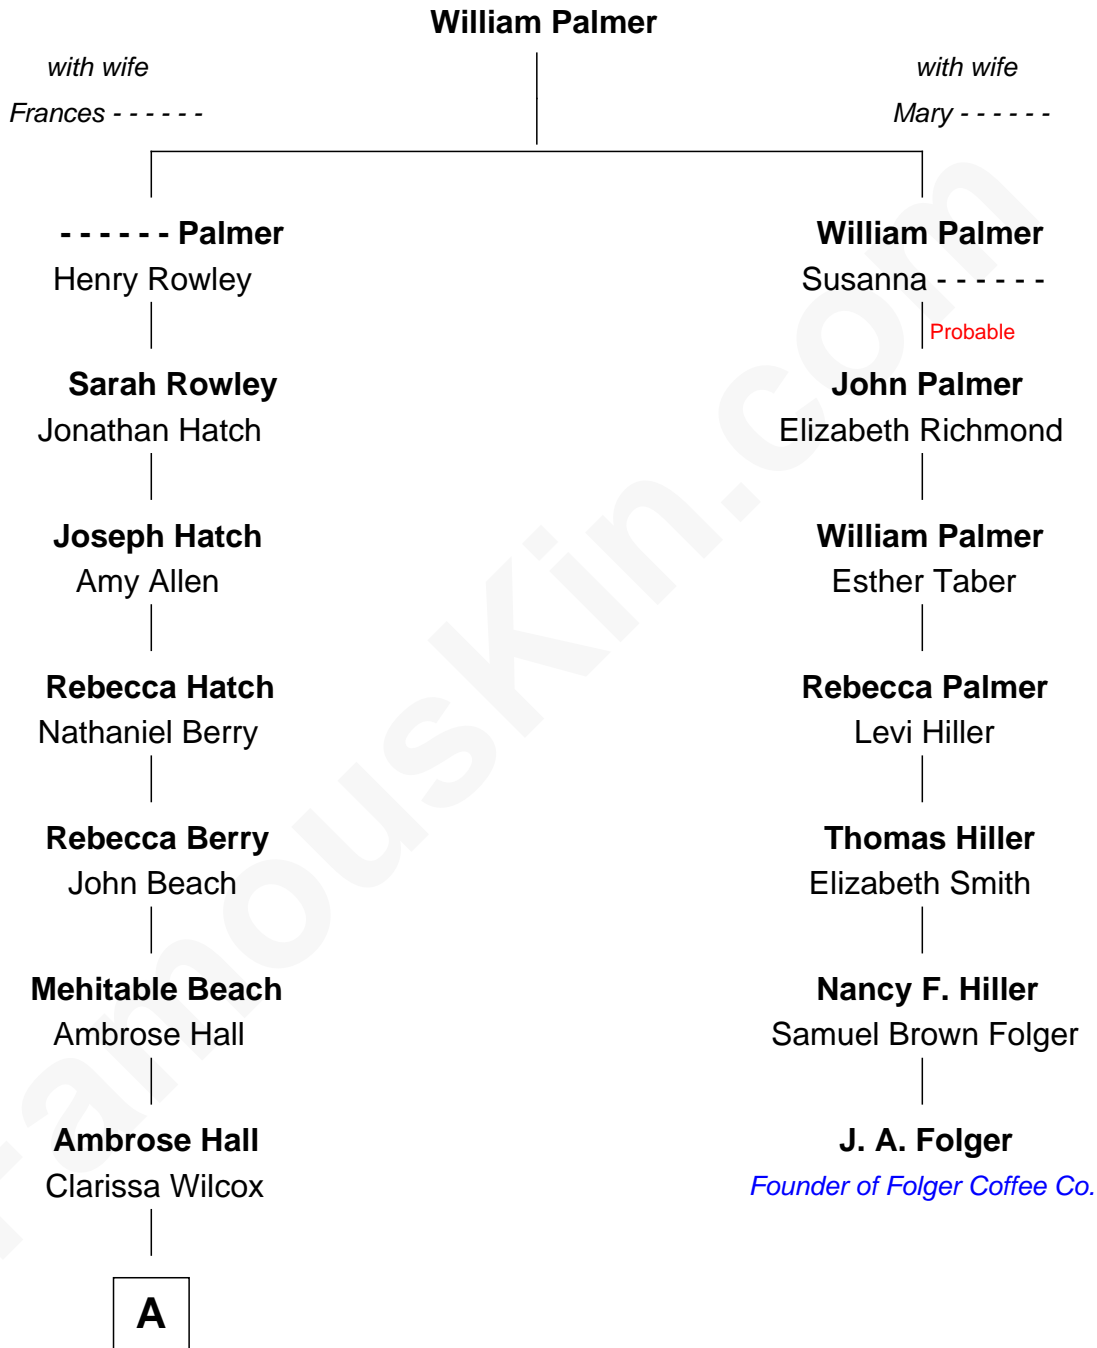 William Palmer
with wife
Frances - - - - - -
with wife
Mary - - - - - -
- - - - - - Palmer
Henry Rowley
William Palmer
Susanna - - - - - -
Probable
Sarah Rowley
Jonathan Hatch
John Palmer
Elizabeth Richmond
Joseph Hatch
Amy Allen
William Palmer
Esther Taber
Rebecca Hatch
Nathaniel Berry
Rebecca Palmer
Levi Hiller
Rebecca Berry
John Beach
Thomas Hiller
Elizabeth Smith
Mehitable Beach
Ambrose Hall
Nancy F. Hiller
Samuel Brown Folger
Ambrose Hall
Clarissa Wilcox
J. A. Folger
Founder of Folger Coffee Co.
A
FamousKin.com